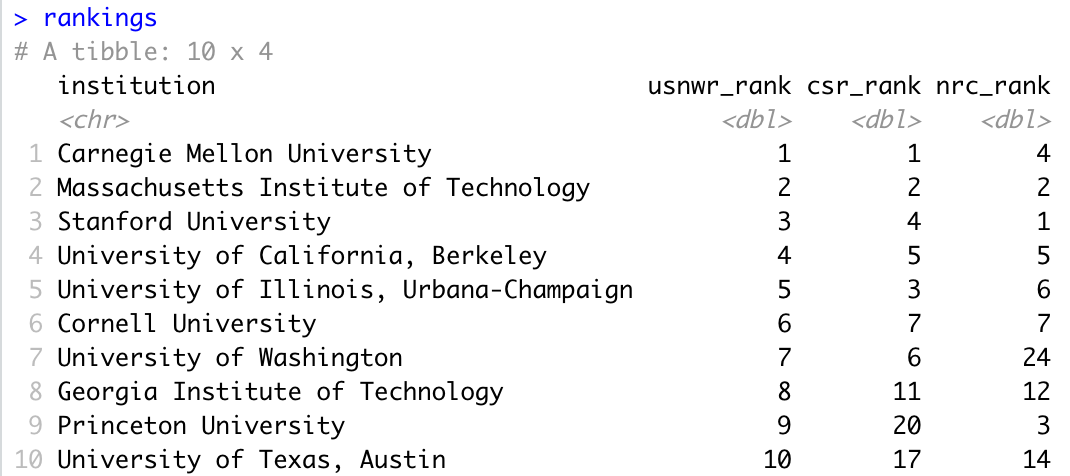 > rankings
# A tibble: 10 x 4
institution usnwr_rank csr_rank nrc_rank
<chr> <dbl> <dbl> <dbl>
1 Carnegie Mellon University 1 1 4
2 Massachusetts Institute of Technology 2 2 2
3 Stanford University 3 4 1
4 University of California, Berkeley 4 5 5
5 University of Illinois, Urbana-Champaign 5 3 6
6 Cornell University 6 7 7
7 University of Washington 7 6 24
8 Georgia Institute of Technology 8 11 12
9 Princeton University 9 20 3
10 University of Texas, Austin 10 17 14